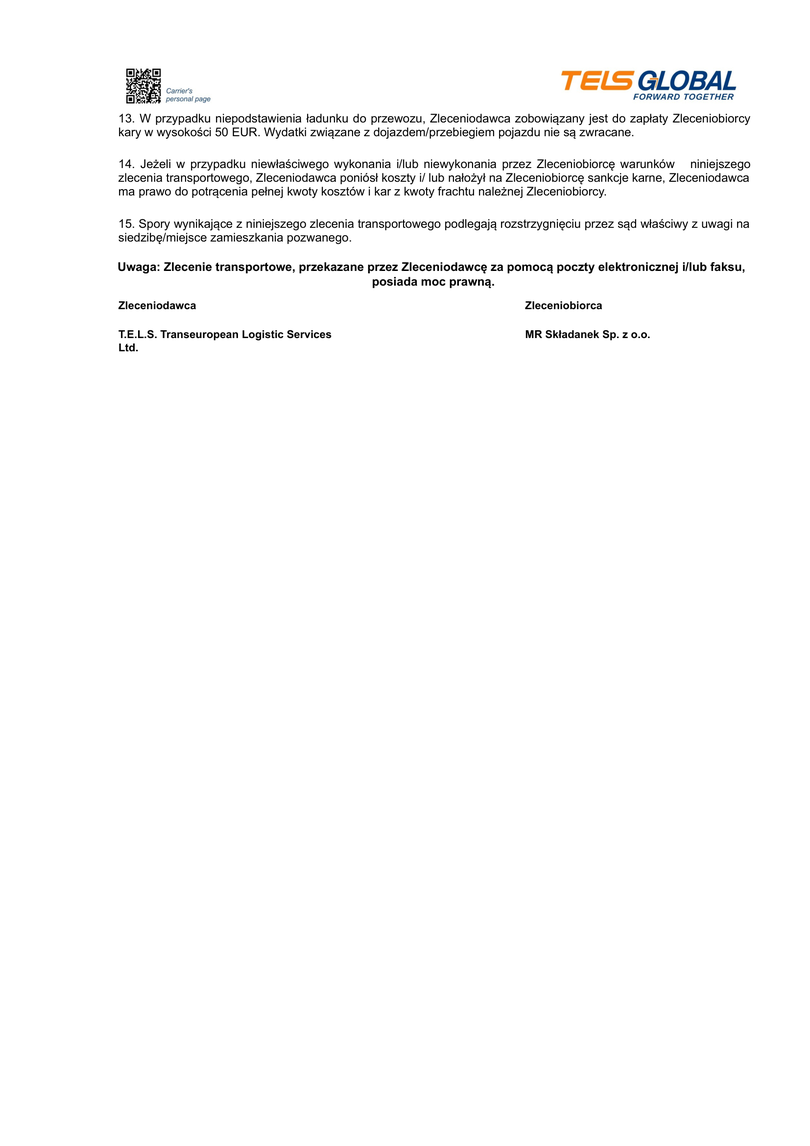 Carrier's
personal page
TELS GLOBAL
FORWARD TOGETHER
13. W przypadku niepodstawienia ładunku do przewozu, Zleceniodawca zobowiązany jest do zapłaty Zleceniobiorcy
kary w wysokości 50 EUR. Wydatki związane z dojazdem/przebiegiem pojazdu nie są zwracane.
14. Jeżeli w przypadku niewłaściwego wykonania i/lub niewykonania przez Zleceniobiorcę warunków niniejszego
zlecenia transportowego, Zleceniodawca poniósł koszty i/ lub nałożył na Zleceniobiorcę sankcje karne, Zleceniodawca
ma prawo do potrącenia pełnej kwoty kosztów i kar z kwoty frachtu należnej Zleceniobiorcy.
15. Spory wynikające z niniejszego zlecenia transportowego podlegają rozstrzygnięciu przez sąd właściwy z uwagi na
siedzibę/miejsce zamieszkania pozwanego.
Uwaga: Zlecenie transportowe, przekazane przez Zleceniodawcę za pomocą poczty elektronicznej i/lub faksu,
posiada moc prawną.
Zleceniodawca
Zleceniobiorca
T.E.L.S. Transeuropean Logistic Services
Ltd.
MR Składanek Sp. z o.o.